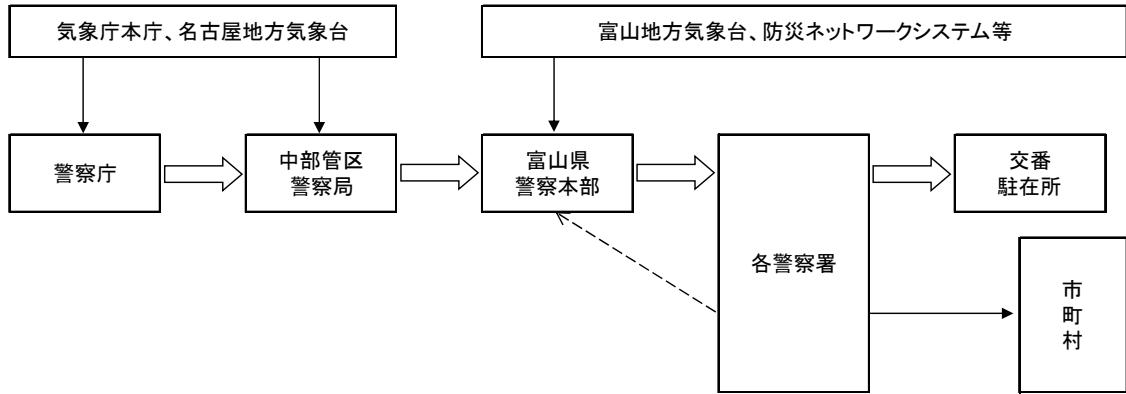 気象庁本庁、名古屋地方気象台
富山地方気象台、防災ネットワークシステム等
警察庁
中部管区
警察局
富山県
警察本部
交番
駐在所
各警察署
市
町
村